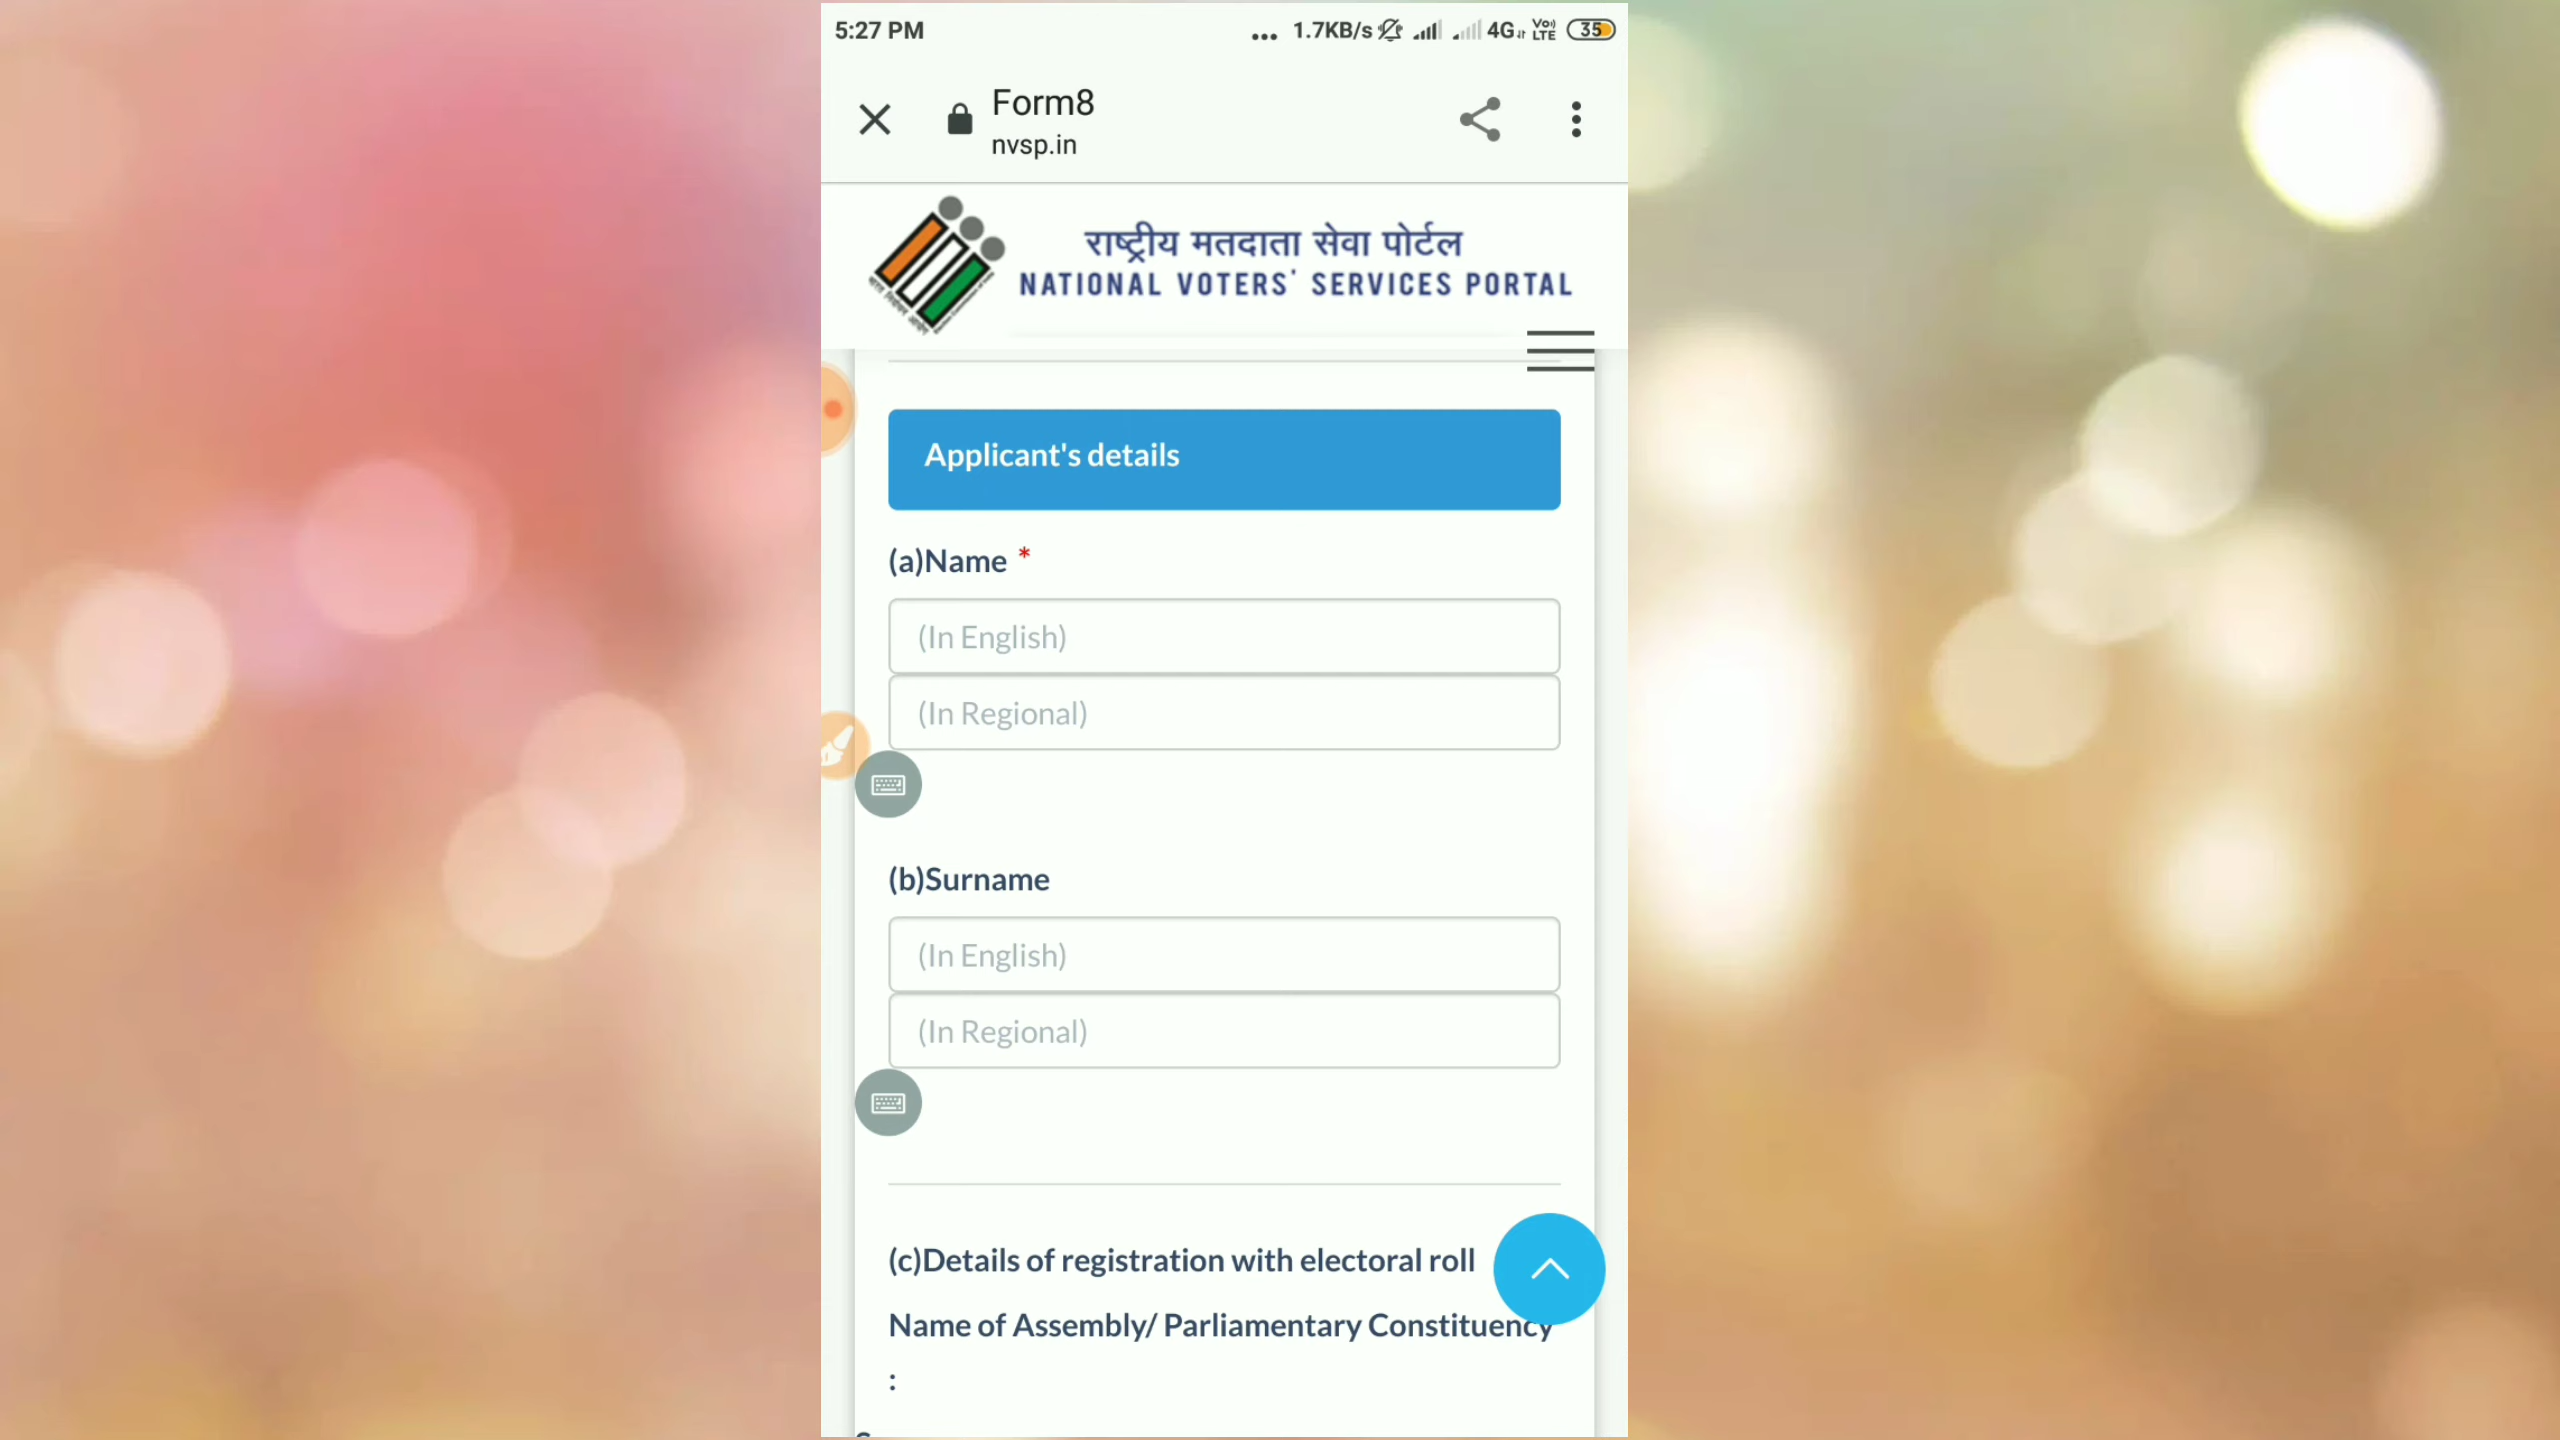 5:27 PM
... 1.7KB/s 4G Vo) LTE 35
Form8
nvsp.in
राष्ट्रीय मतदाता सेवा पोर्टल
NATIONAL VOTERS' SERVICES PORTAL
Applicant's details
(a)Name *
(In English)
(In Regional)
(b)Surname
(In English)
(In Regional)
(c)Details of registration with electoral roll
Name of Assembly/ Parliamentary Constituency
: